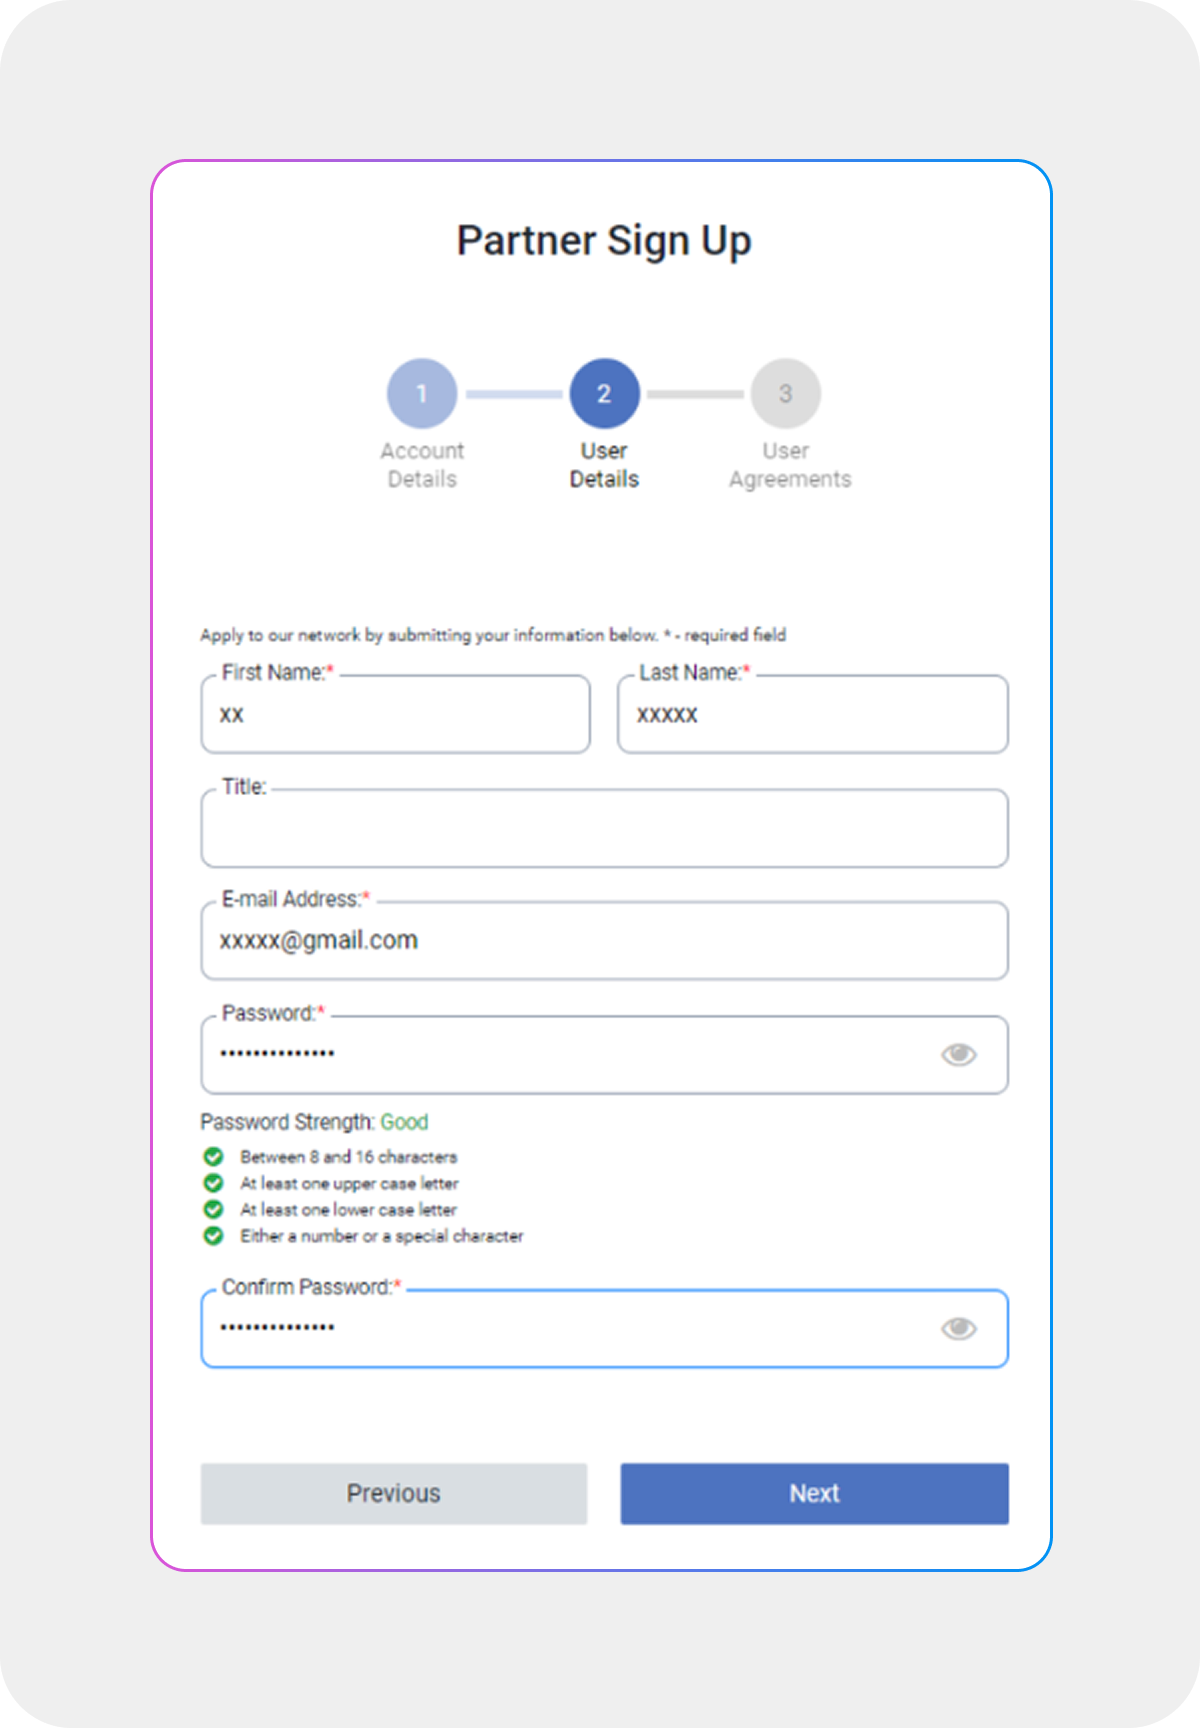 Partner Sign Up
1
2
3
Account
Details
User
Details
User
Agreements
Apply to our network by submitting your information below. * - required field
First Name:*
xx
Last Name:*
xxxxx
Title:
E-mail Address:*
xxxxx@gmail.com
Password:*
••••••••••••••
Password Strength: Good
Between 8 and 16 characters
At least one upper case letter
At least one lower case letter
Either a number or a special character
Confirm Password:*
••••••••••••••
Previous
Next